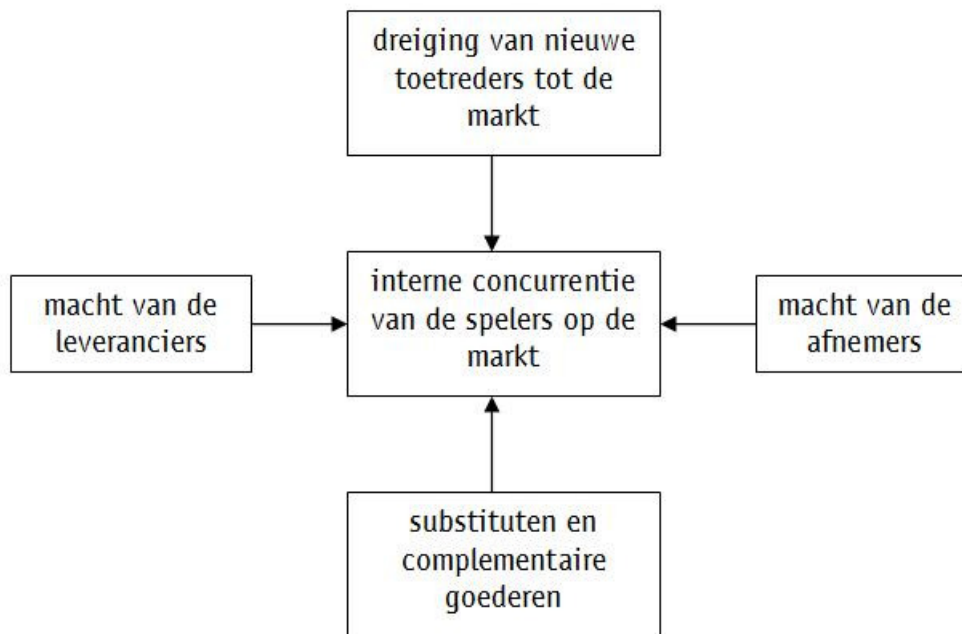 dreiging van nieuwe
toetreders tot de
markt
macht van de
leveranciers
interne concurrentie
van de spelers op de
markt
macht van de
afnemers
substituten en
complementaire
goederen